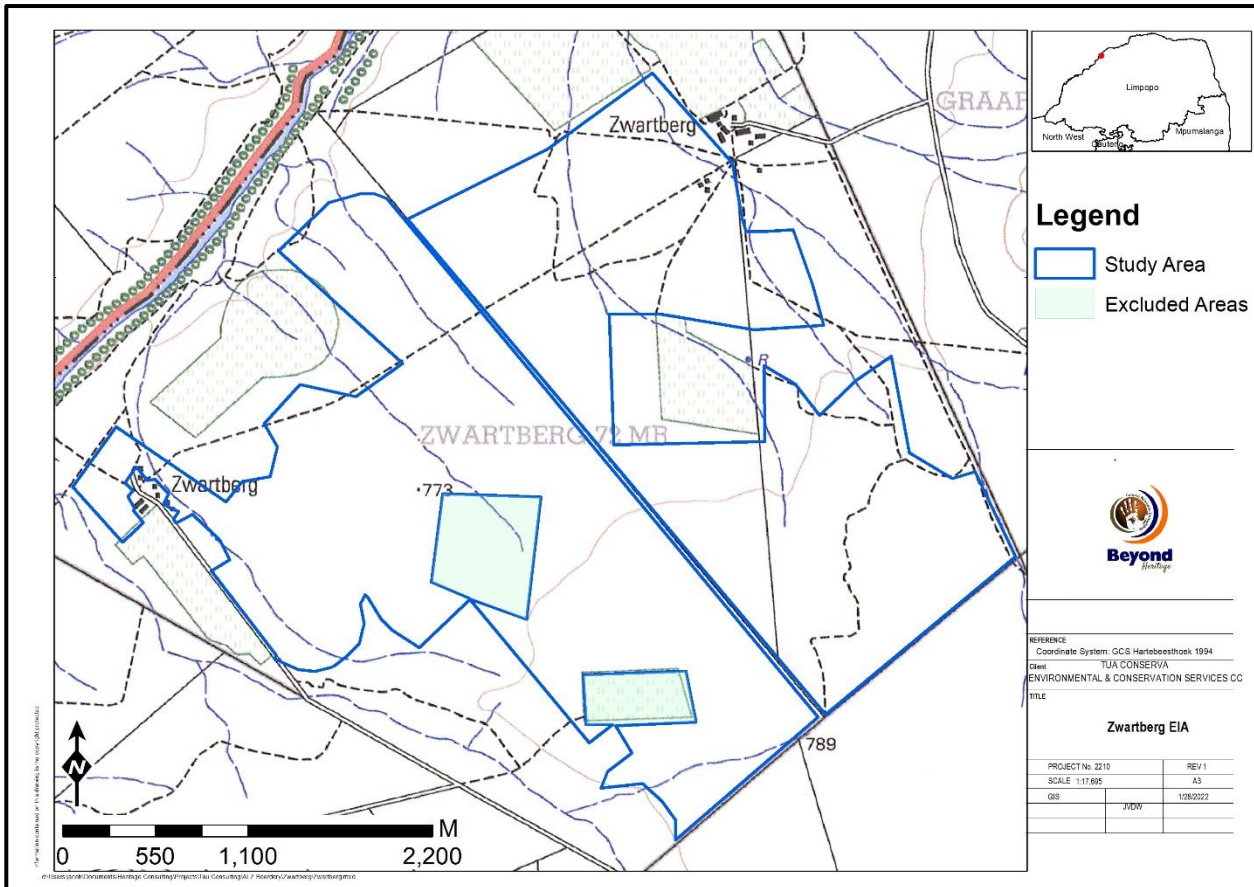 Zwartberg
GRAAF
ZWARTBERG 72 MR
Zwartberg
·773
R
789
N
M
0 550 1,100 2,200
Limpopo
North West
Gauteng
Mpumalanga
Legend
Study Area
Excluded Areas
Beyond
Heritage
REFERENCE
Coordinate System: GCS Hartebeesthoek 1994
Client TUA CONSERVA
ENVIRONMENTAL & CONSERVATION SERVICES CC
TITLE
Zwartberg EIA
PROJECT No. 2210 REV 1
SCALE 1:17,695 A3
GIS 1/28/2022
JVDW